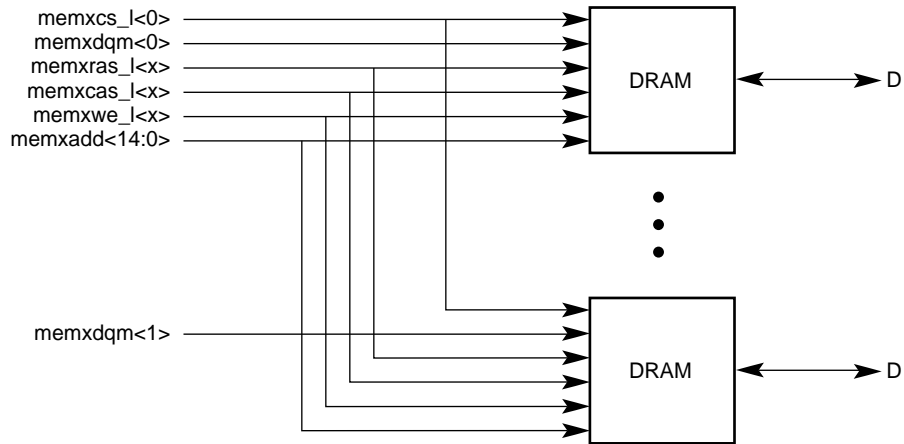 memxcs_l<0>
memxdqm<0>
memxras_l<x>
memxcas_l<x>
memxwe_l<x>
memxadd<14:0>
DRAM
D
memxdqm<1>
DRAM
D